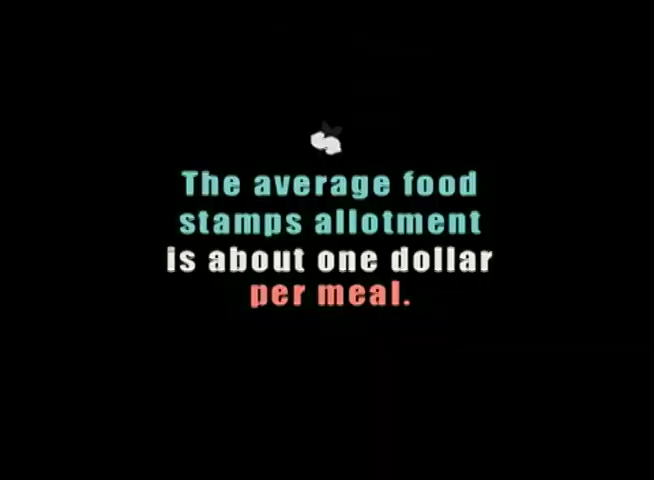 The average food
stamps allotment
is about one dollar
per meal.